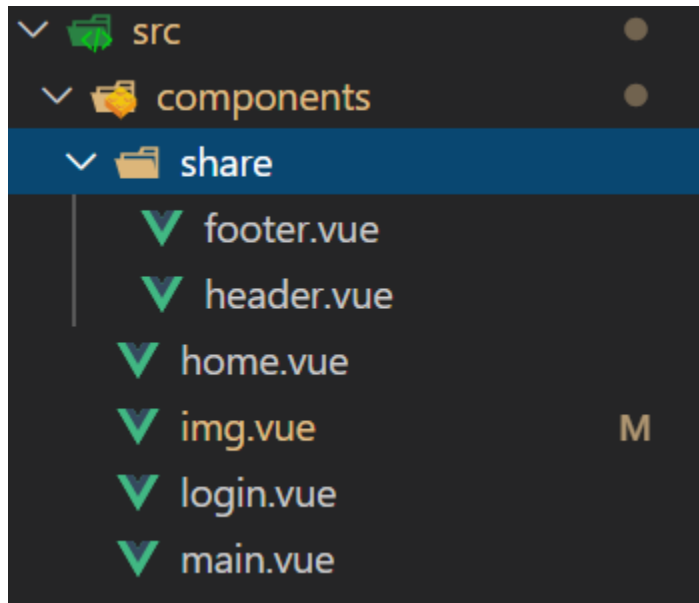 src
components
share
footer.vue
header.vue
home.vue
img.vue M
login.vue
main.vue